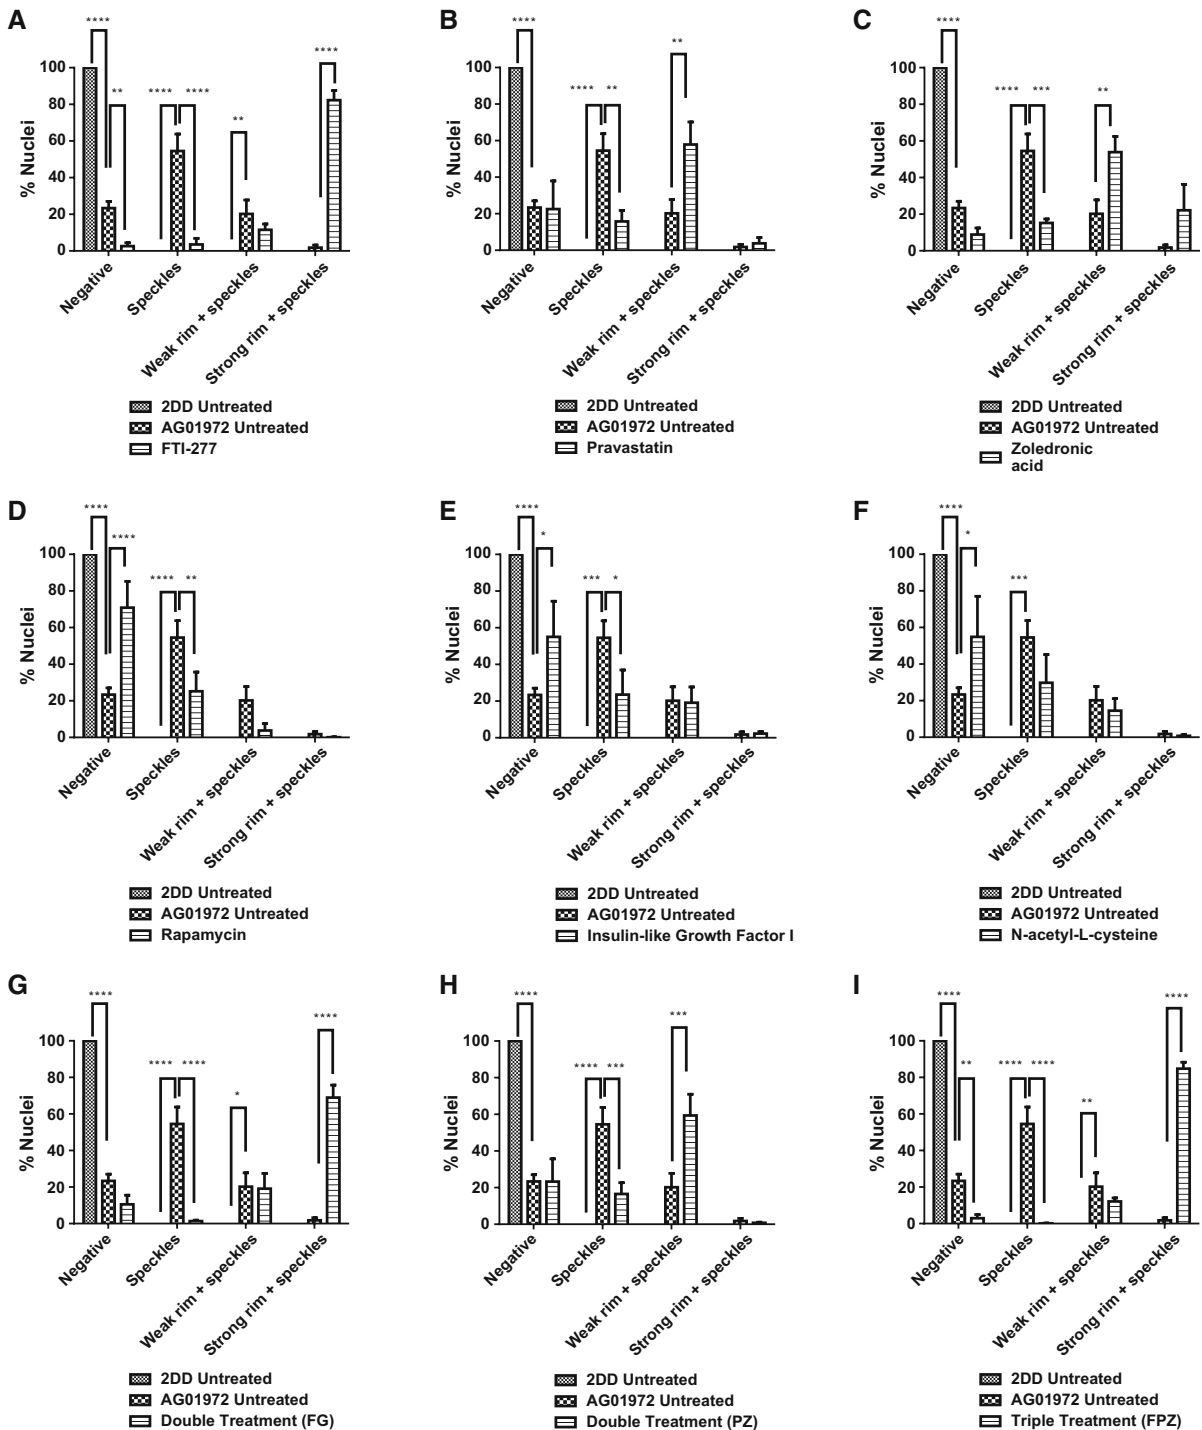 A
****
**
**** ****
**
****
% Nuclei
100
80
60
40
20
0
Negative
Speckles
Weak rim + speckles
Strong rim + speckles
2DD Untreated
AG01972 Untreated
FTI-277
B
****
**** **
**
% Nuclei
100
80
60
40
20
0
Negative
Speckles
Weak rim + speckles
Strong rim + speckles
2DD Untreated
AG01972 Untreated
Pravastatin
C
****
**** ***
**
% Nuclei
100
80
60
40
20
0
Negative
Speckles
Weak rim + speckles
Strong rim + speckles
2DD Untreated
AG01972 Untreated
Zoledronic
acid
D
****
****
**** **
% Nuclei
100
80
60
40
20
0
Negative
Speckles
Weak rim + speckles
Strong rim + speckles
2DD Untreated
AG01972 Untreated
Rapamycin
E
****
*
*** *
% Nuclei
100
80
60
40
20
0
Negative
Speckles
Weak rim + speckles
Strong rim + speckles
2DD Untreated
AG01972 Untreated
Insulin-like Growth Factor I
F
****
*
***
% Nuclei
100
80
60
40
20
0
Negative
Speckles
Weak rim + speckles
Strong rim + speckles
2DD Untreated
AG01972 Untreated
N-acetyl-L-cysteine
G
****
**** ****
*
****
% Nuclei
100
80
60
40
20
0
Negative
Speckles
Weak rim + speckles
Strong rim + speckles
2DD Untreated
AG01972 Untreated
Double Treatment (FG)
H
****
**** ***
***
% Nuclei
100
80
60
40
20
0
Negative
Speckles
Weak rim + speckles
Strong rim + speckles
2DD Untreated
AG01972 Untreated
Double Treatment (PZ)
I
****
**
**** ****
**
****
% Nuclei
100
80
60
40
20
0
Negative
Speckles
Weak rim + speckles
Strong rim + speckles
2DD Untreated
AG01972 Untreated
Triple Treatment (FPZ)